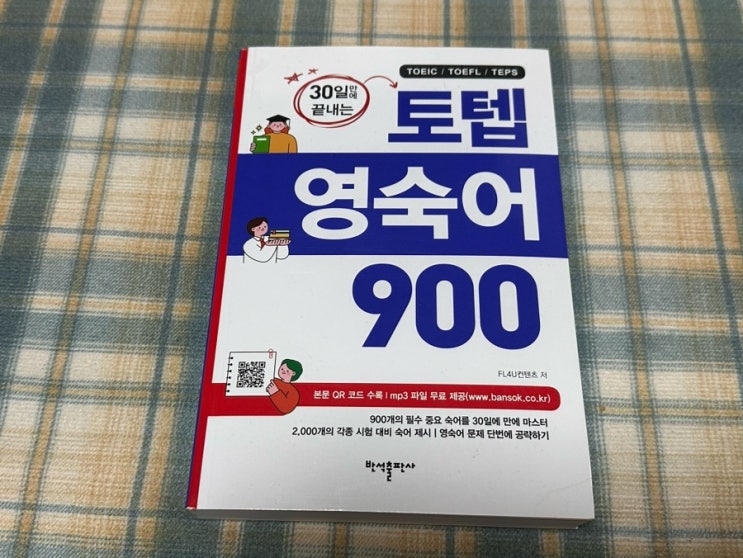 TOEIC / TOEFL / TEPS
30일만에
끝내는
토텝
영숙어
900
FL4U컨텐츠 저
본문 QR 코드 수록 | mp3 파일 무료 제공(www.bansok.co.kr)
900개의 필수 중요 숙어를 30일에 만에 마스터
2,000개의 각종 시험 대비 숙어 제시 | 영숙어 문제 단번에 공략하기
반석출판사